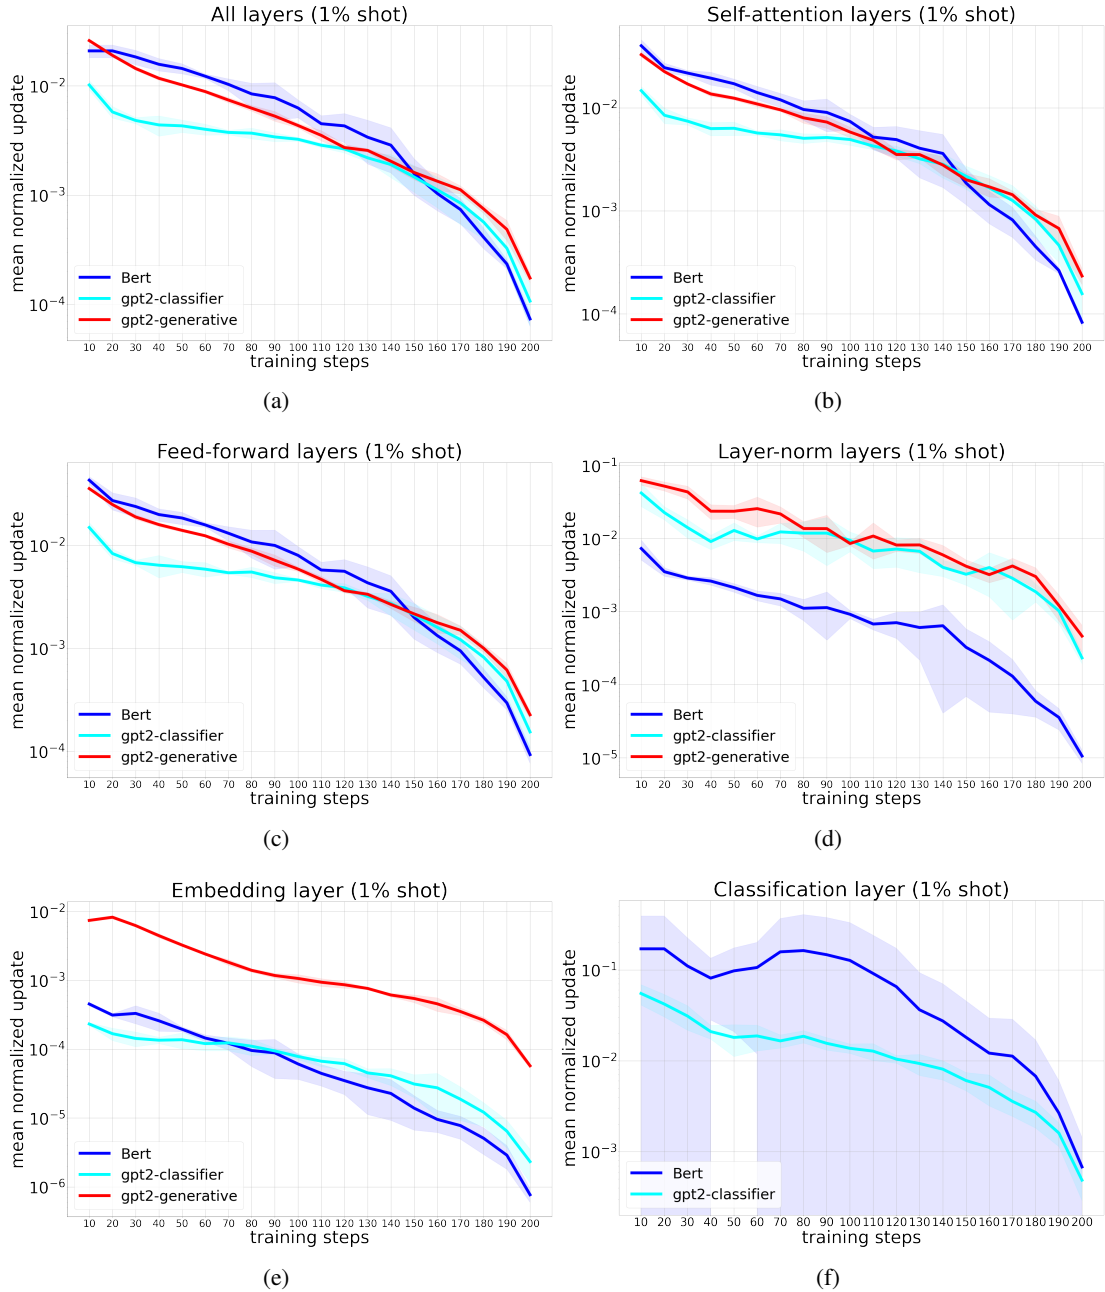 All layers (1% shot)
mean normalized update
10⁻²
10⁻³
10⁻⁴
Bert
gpt2-classifier
gpt2-generative
10 20 30 40 50 60 70 80 90 100 110 120 130 140 150 160 170 180 190 200
training steps
(a)
Self-attention layers (1% shot)
mean normalized update
10⁻²
10⁻³
10⁻⁴
Bert
gpt2-classifier
gpt2-generative
10 20 30 40 50 60 70 80 90 100 110 120 130 140 150 160 170 180 190 200
training steps
(b)
Feed-forward layers (1% shot)
mean normalized update
10⁻²
10⁻³
10⁻⁴
Bert
gpt2-classifier
gpt2-generative
10 20 30 40 50 60 70 80 90 100 110 120 130 140 150 160 170 180 190 200
training steps
(c)
Layer-norm layers (1% shot)
mean normalized update
10⁻¹
10⁻²
10⁻³
10⁻⁴
10⁻⁵
Bert
gpt2-classifier
gpt2-generative
10 20 30 40 50 60 70 80 90 100 110 120 130 140 150 160 170 180 190 200
training steps
(d)
Embedding layer (1% shot)
mean normalized update
10⁻²
10⁻³
10⁻⁴
10⁻⁵
10⁻⁶
Bert
gpt2-classifier
gpt2-generative
10 20 30 40 50 60 70 80 90 100 110 120 130 140 150 160 170 180 190 200
training steps
(e)
Classification layer (1% shot)
mean normalized update
10⁻¹
10⁻²
10⁻³
Bert
gpt2-classifier
10 20 30 40 50 60 70 80 90 100 110 120 130 140 150 160 170 180 190 200
training steps
(f)